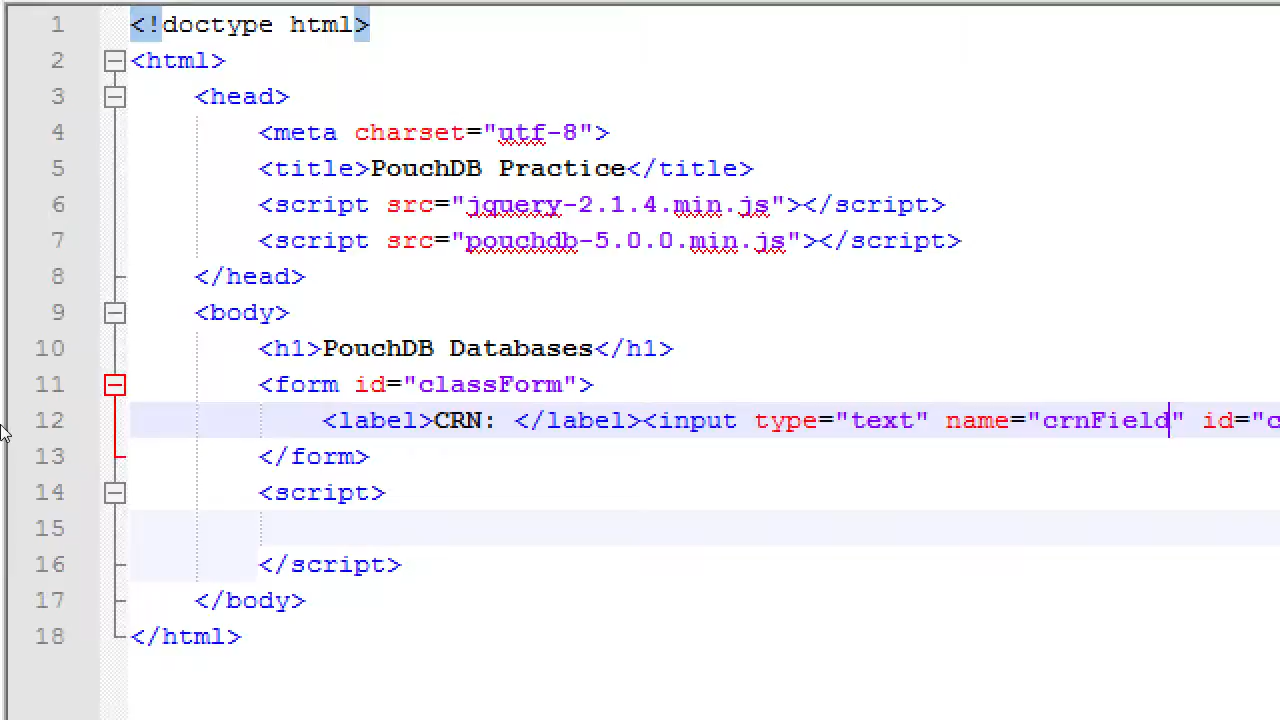 1 <!doctype html>
2 <html>
3 <head>
4 <meta charset="utf-8">
5 <title>PouchDB Practice</title>
6 <script src="jquery-2.1.4.min.js"></script>
7 <script src="pouchdb-5.0.0.min.js"></script>
8 </head>
9 <body>
10 <h1>PouchDB Databases</h1>
11 <form id="classForm">
12 <label>CRN: </label><input type="text" name="crnField" id="c
13 </form>
14 <script>
15
16 </script>
17 </body>
18 </html>